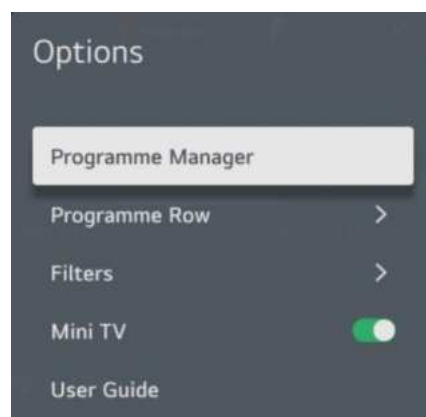 Options
Programme Manager
Programme Row
Filters
Mini TV
User Guide